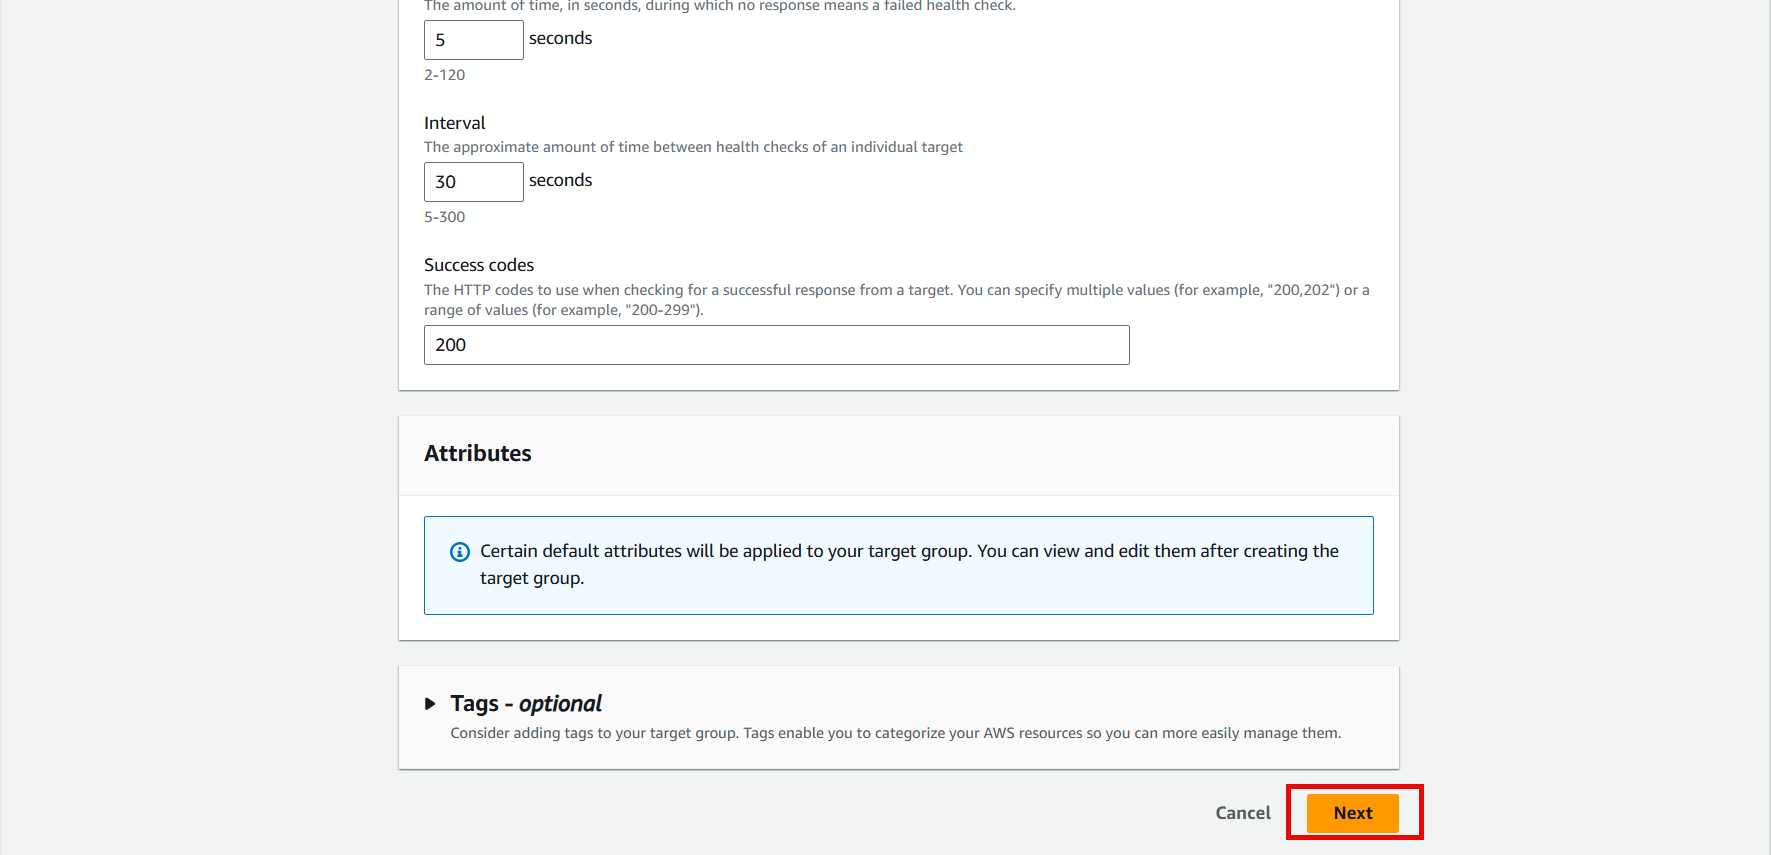 The amount of time, in seconds, during which no response means a failed health check.
5 seconds
2-120
Interval
The approximate amount of time between health checks of an individual target
30 seconds
5-300
Success codes
The HTTP codes to use when checking for a successful response from a target. You can specify multiple values (for example, "200,202") or a
range of values (for example, "200-299").
200
Attributes
Certain default attributes will be applied to your target group. You can view and edit them after creating the
target group.
Tags - optional
Consider adding tags to your target group. Tags enable you to categorize your AWS resources so you can more easily manage them.
Cancel Next